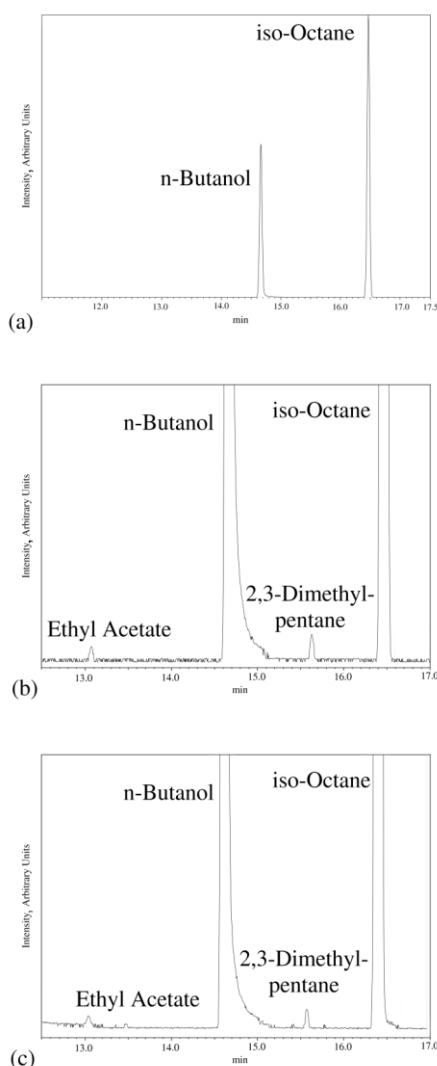 iso-Octane
n-Butanol
Intensity, Arbitrary Units
12.0 13.0 14.0 15.0 16.0 17.0 17.5
min
(a)
n-Butanol iso-Octane
Intensity, Arbitrary Units
2,3-Dimethyl-
pentane
Ethyl Acetate
13.0 14.0 15.0 16.0 17.0
min
(b)
n-Butanol iso-Octane
Intensity, Arbitrary Units
2,3-Dimethyl-
pentane
Ethyl Acetate
13.0 14.0 15.0 16.0 17.0
min
(c)